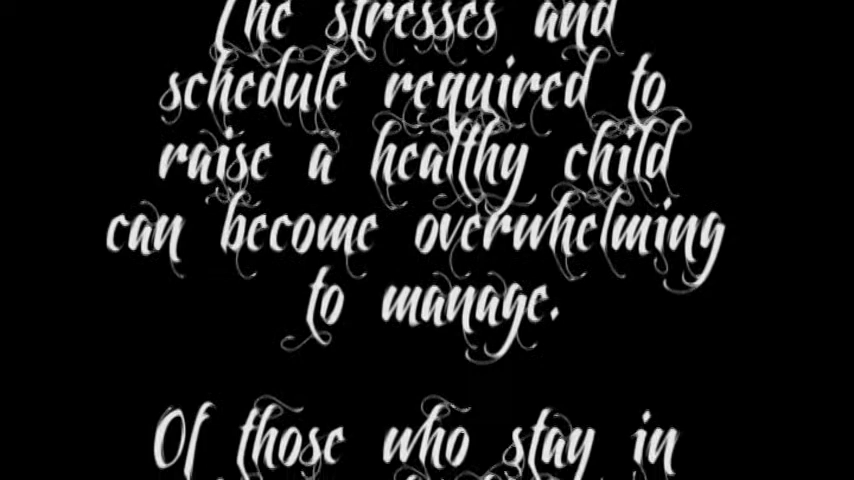 The stresses and
schedule required to
raise a healthy child
can become overwhelming
to manage.
Of those who stay in